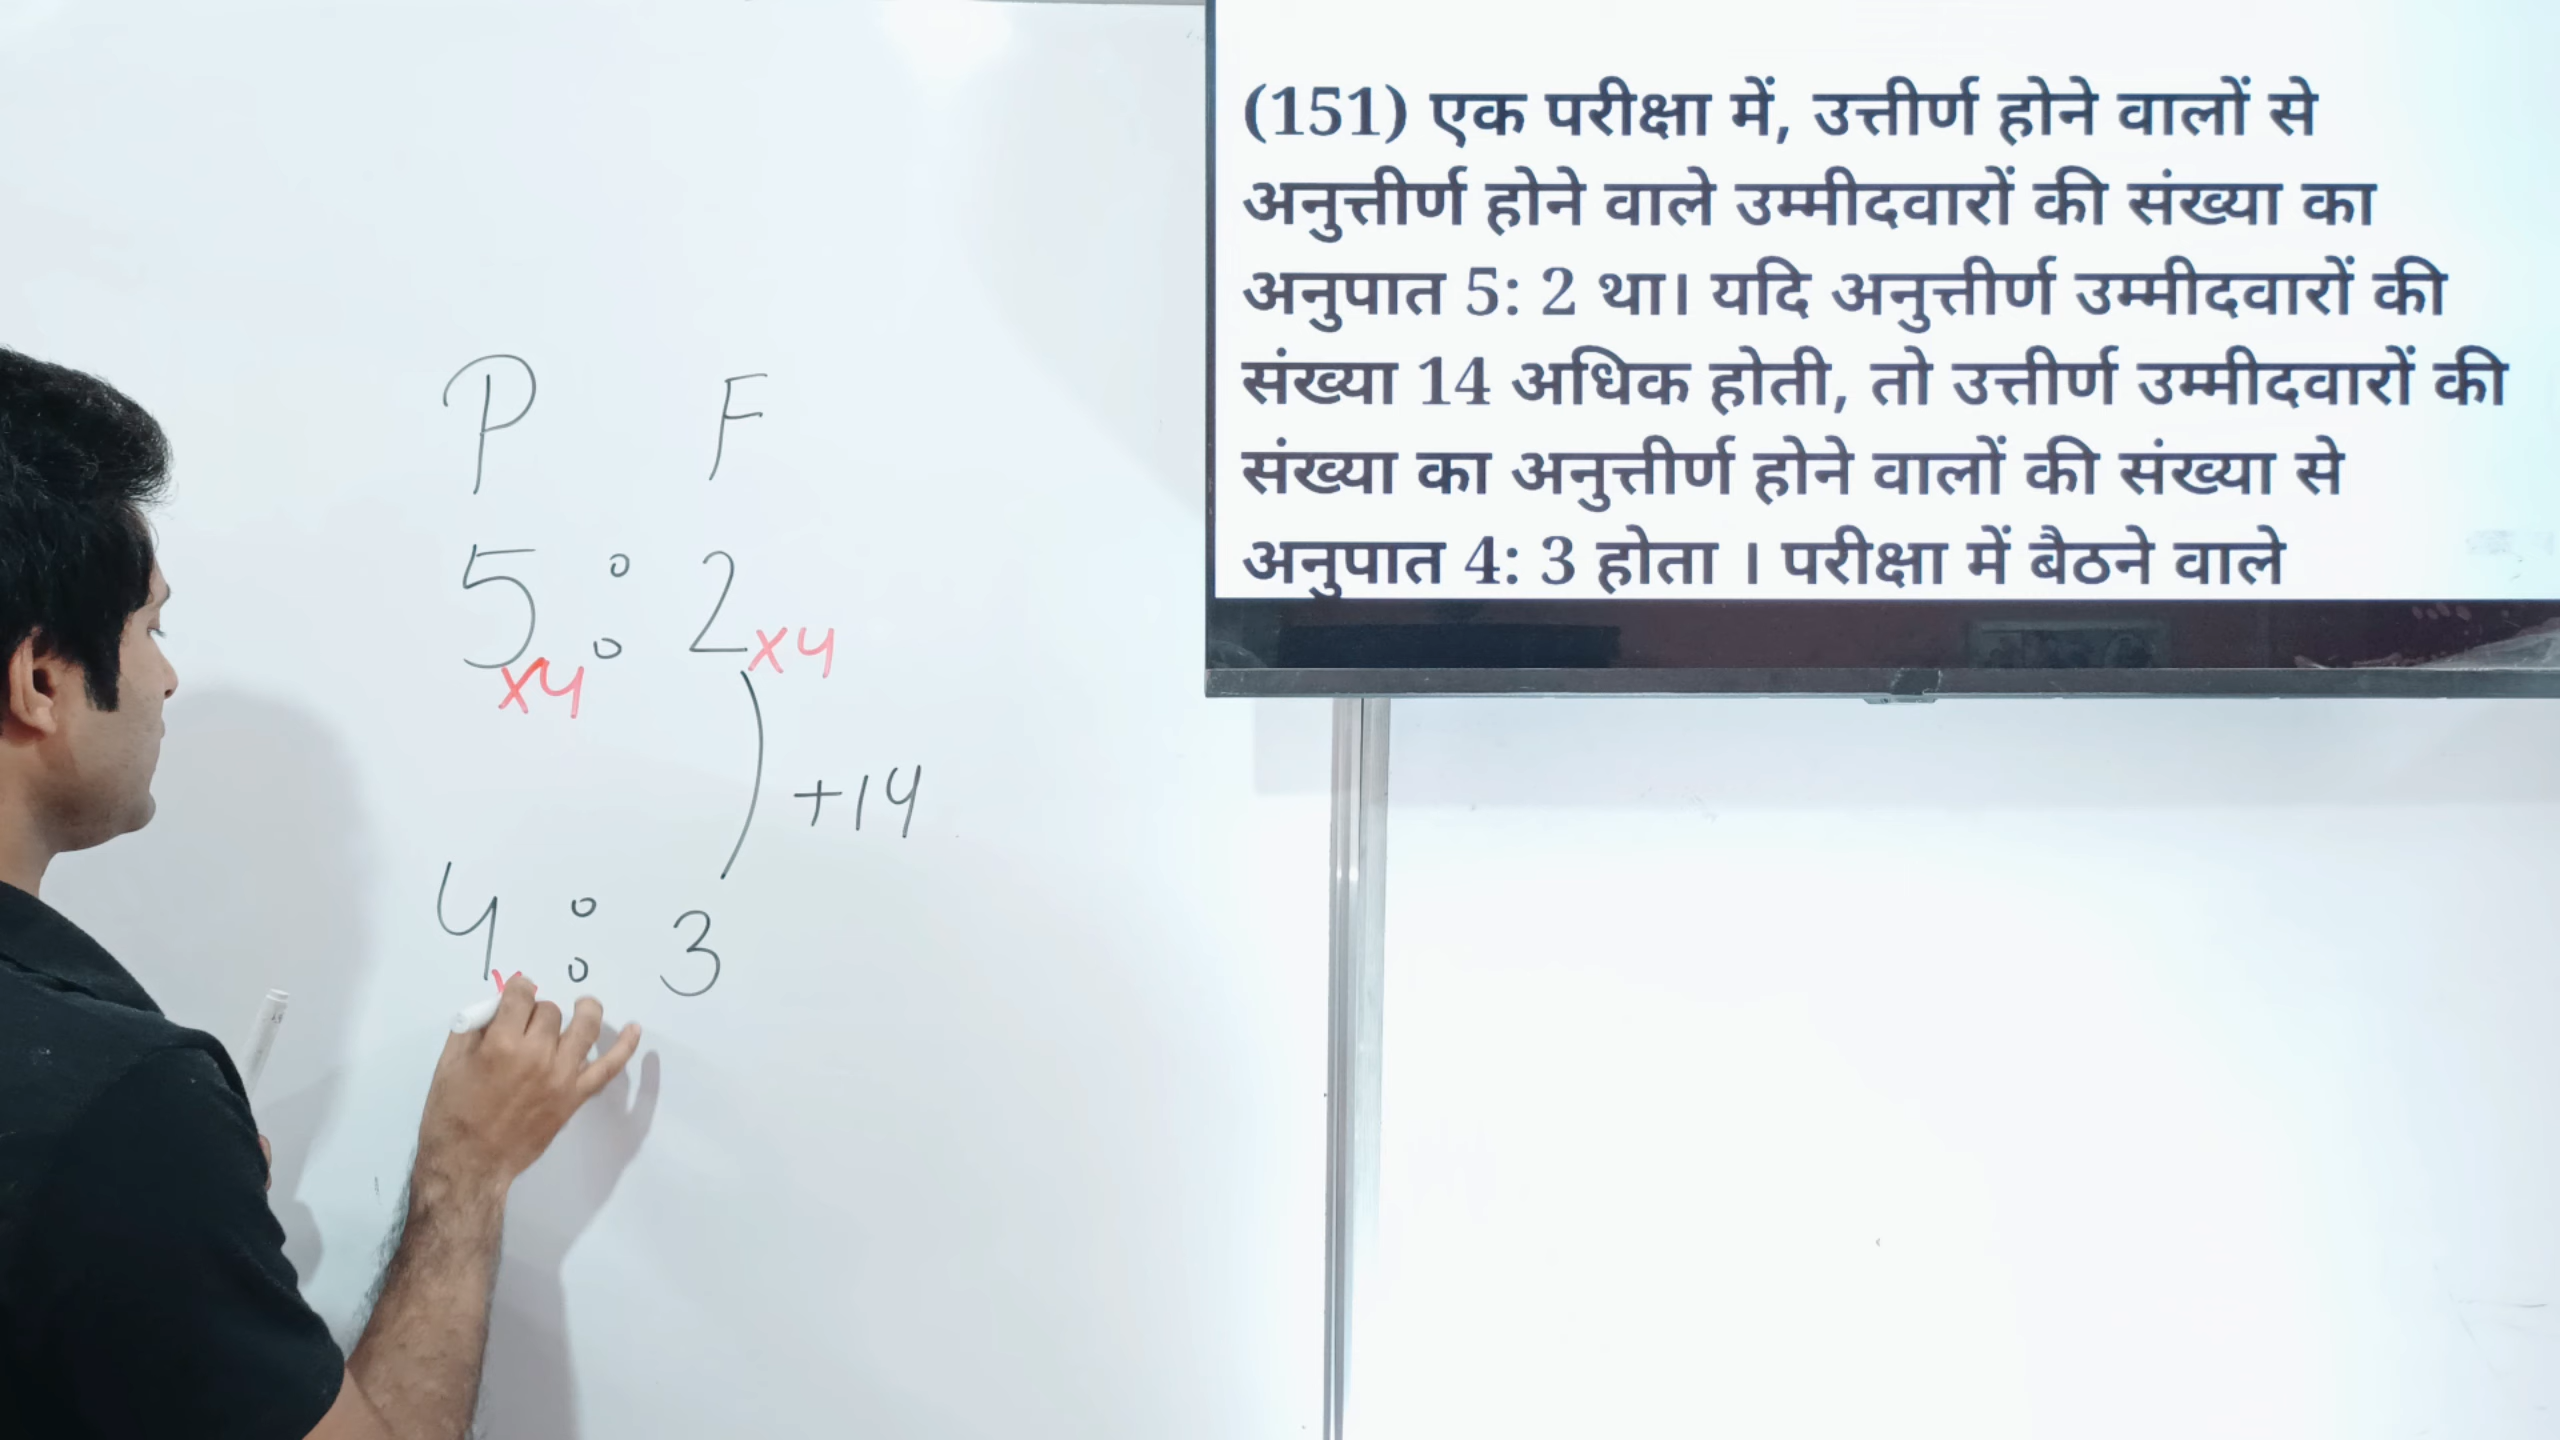 P F
5 : 2 x4
x4
+14
4 : 3
(151) एक परीक्षा में, उत्तीर्ण होने वालों से
अनुत्तीर्ण होने वाले उम्मीदवारों की संख्या का
अनुपात 5: 2 था। यदि अनुत्तीर्ण उम्मीदवारों की
संख्या 14 अधिक होती, तो उत्तीर्ण उम्मीदवारों की
संख्या का अनुत्तीर्ण होने वालों की संख्या से
अनुपात 4: 3 होता । परीक्षा में बैठने वाले